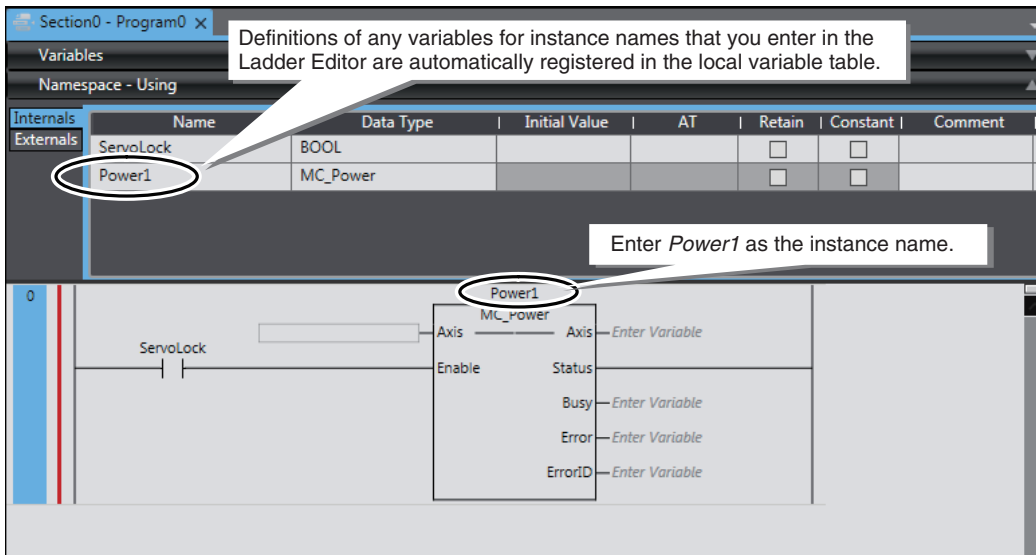 Section0 - Program0 ×
Definitions of any variables for instance names that you enter in the
Ladder Editor are automatically registered in the local variable table.
Variables
Namespace - Using
Internals
Externals
Name Data Type Initial Value AT Retain Constant Comment
ServoLock BOOL
Power1 MC_Power
Enter Power1 as the instance name.
0
Power1
MC_Power
Axis Axis Enter Variable
ServoLock
Enable Status
Busy Enter Variable
Error Enter Variable
ErrorID Enter Variable